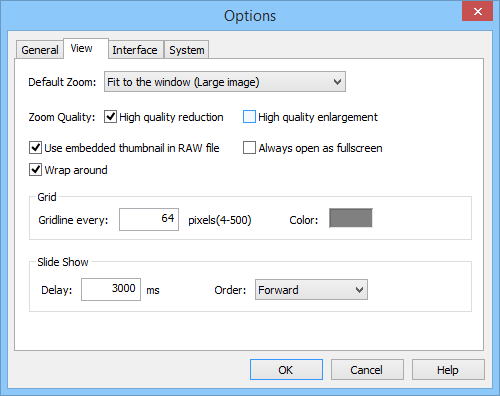 Options
General View Interface System
Default Zoom: Fit to the window (Large image)
Zoom Quality: High quality reduction High quality enlargement
Use embedded thumbnail in RAW file Always open as fullscreen
Wrap around
Grid
Gridline every: 64 pixels(4-500) Color:
Slide Show
Delay: 3000 ms Order: Forward
OK Cancel Help